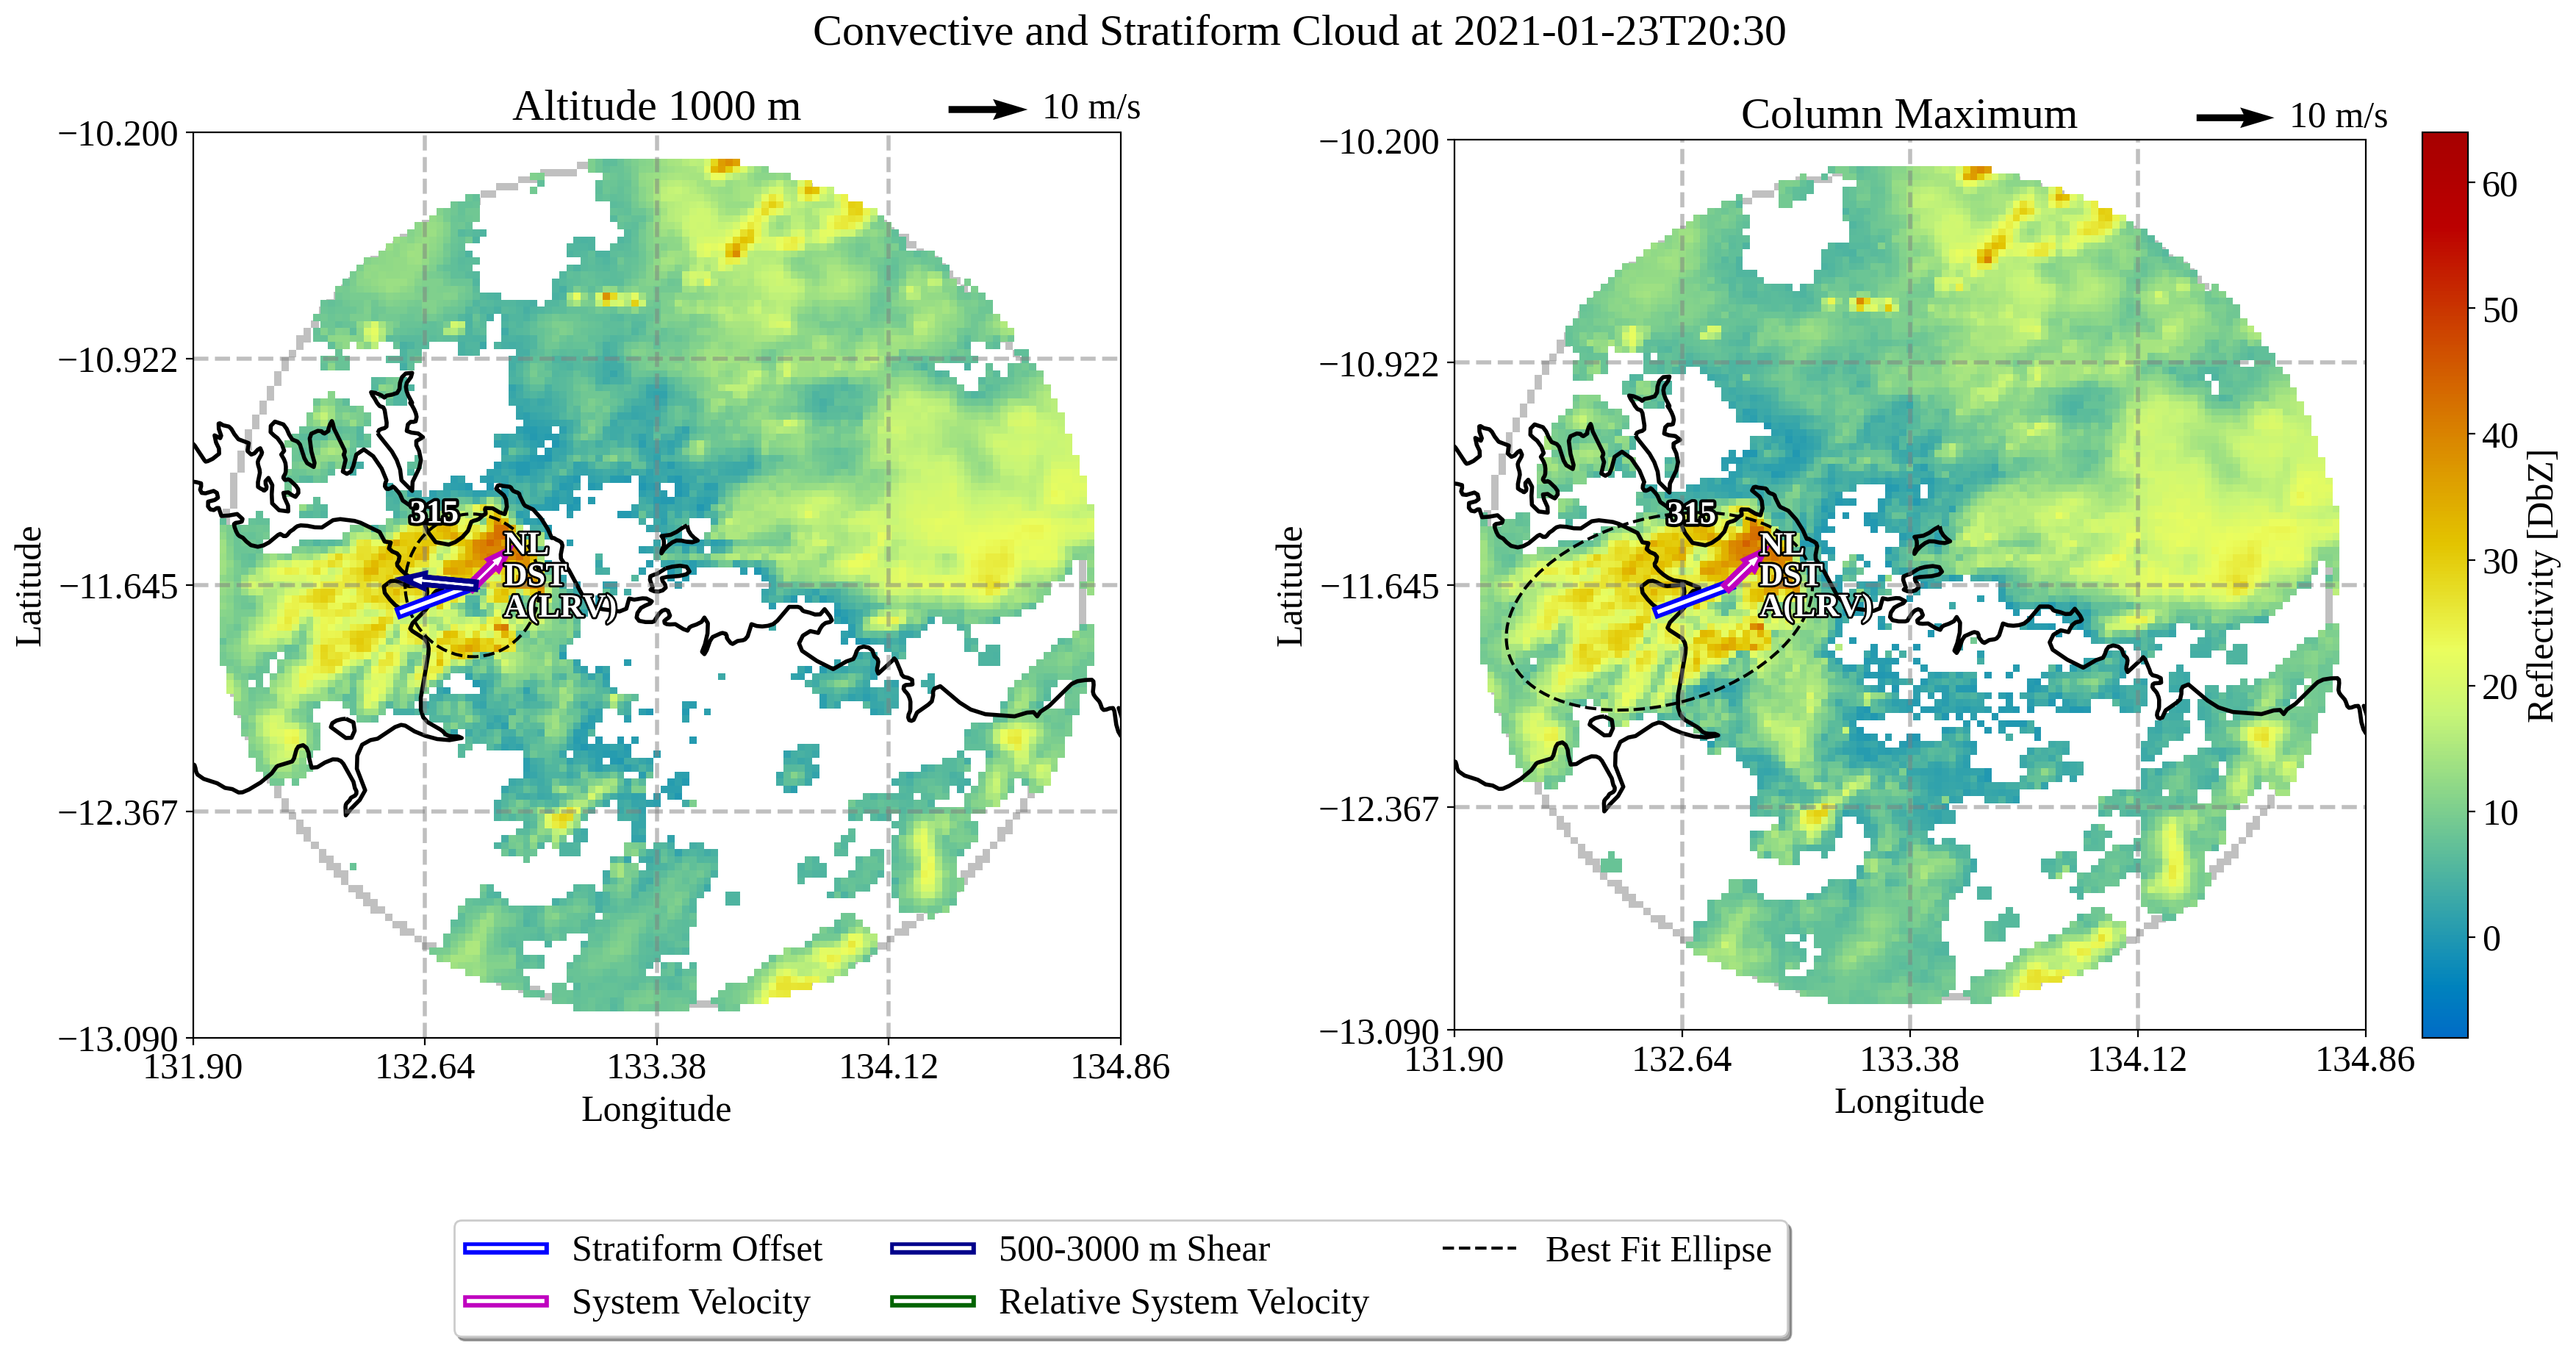 Convective and Stratiform Cloud at 2021-01-23T20:30
Altitude 1000 m
10 m/s
−10.200
−10.922
−11.645
−12.367
−13.090
Latitude
315
NL
DST
A(LRV)
131.90
132.64
133.38
134.12
134.86
Longitude
Column Maximum
10 m/s
−10.200
−10.922
−11.645
−12.367
−13.090
Latitude
315
NL
DST
A(LRV)
131.90
132.64
133.38
134.12
134.86
Longitude
60
50
40
30
20
10
0
Reflectivity [DbZ]
Stratiform Offset
System Velocity
500-3000 m Shear
Relative System Velocity
Best Fit Ellipse